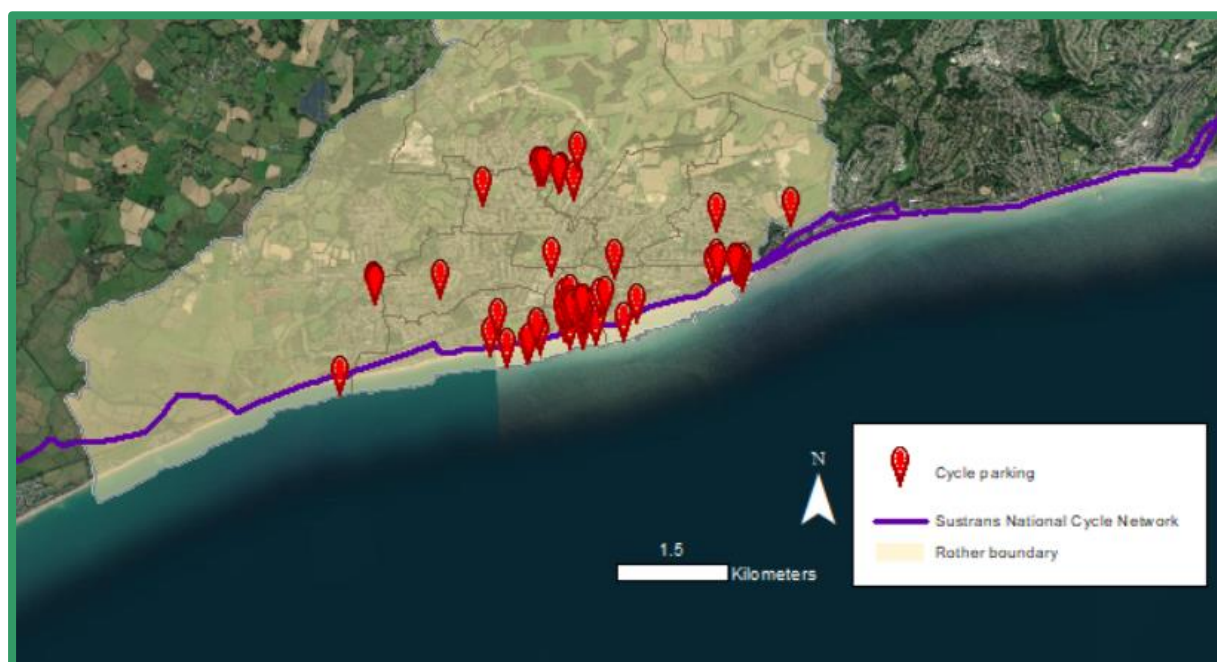 N
Cycle parking
1.5
Sustrans National Cycle Network
Kilometers
Rother boundary